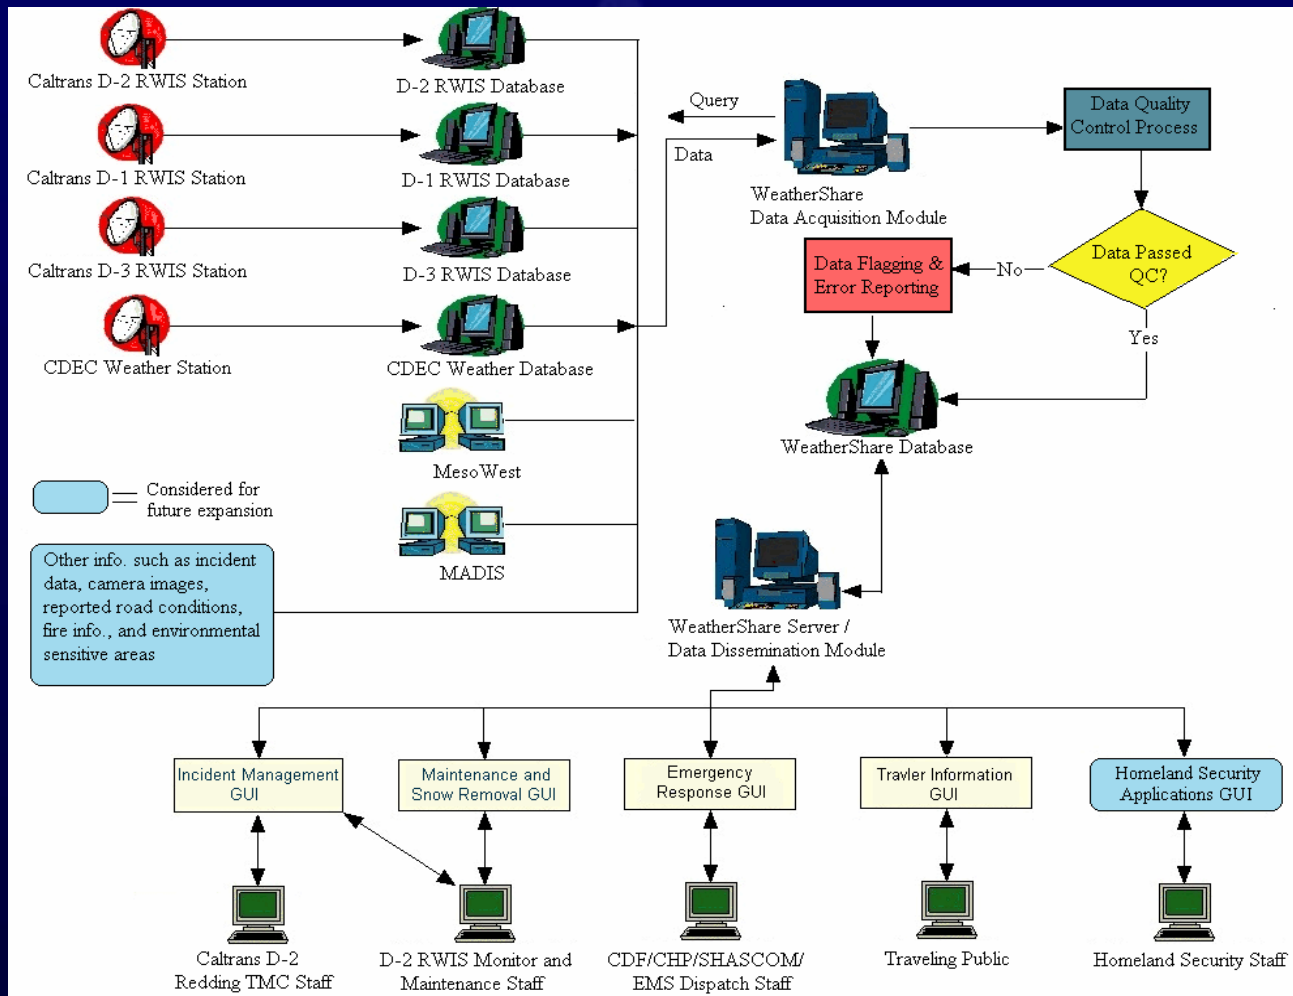 Caltrans D-2 RWIS Station
D-2 RWIS Database
Caltrans D-1 RWIS Station
D-1 RWIS Database
Caltrans D-3 RWIS Station
D-3 RWIS Database
CDEC Weather Station
CDEC Weather Database
MesoWest
MADIS
Considered for
future expansion
Other info. such as incident
data, camera images,
reported road conditions,
fire info., and environmental
sensitive areas
Query
Data
WeatherShare
Data Acquisition Module
Data Quality
Control Process
Data Passed
QC?
No
Yes
Data Flagging &
Error Reporting
WeatherShare Database
WeatherShare Server /
Data Dissemination Module
Incident Management
GUI
Maintenance and
Snow Removal GUI
Emergency
Response GUI
Travler Information
GUI
Homeland Security
Applications GUI
Caltrans D-2
Redding TMC Staff
D-2 RWIS Monitor and
Maintenance Staff
CDF/CHP/SHASCOM/
EMS Dispatch Staff
Traveling Public
Homeland Security Staff